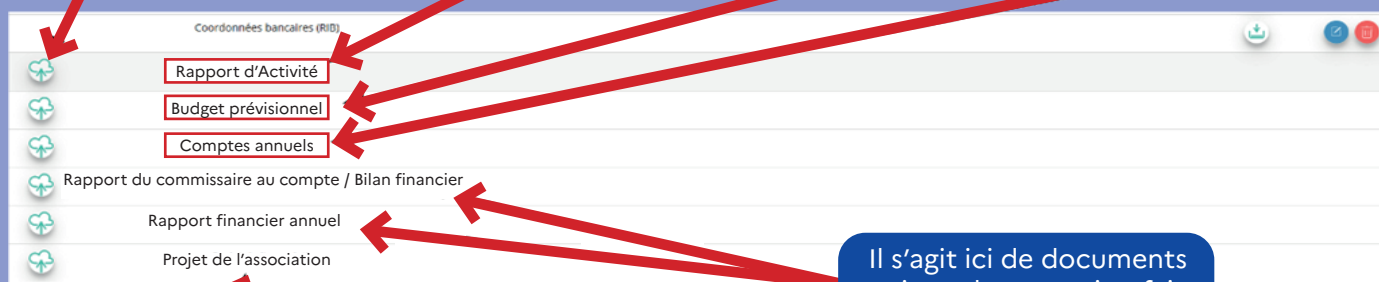 Coordonnées bancaires (RIB)
Rapport d'Activité
Budget prévisionnel
Comptes annuels
Rapport du commissaire au compte / Bilan financier
Rapport financier annuel
Projet de l'association
Il s'agit ici de documents